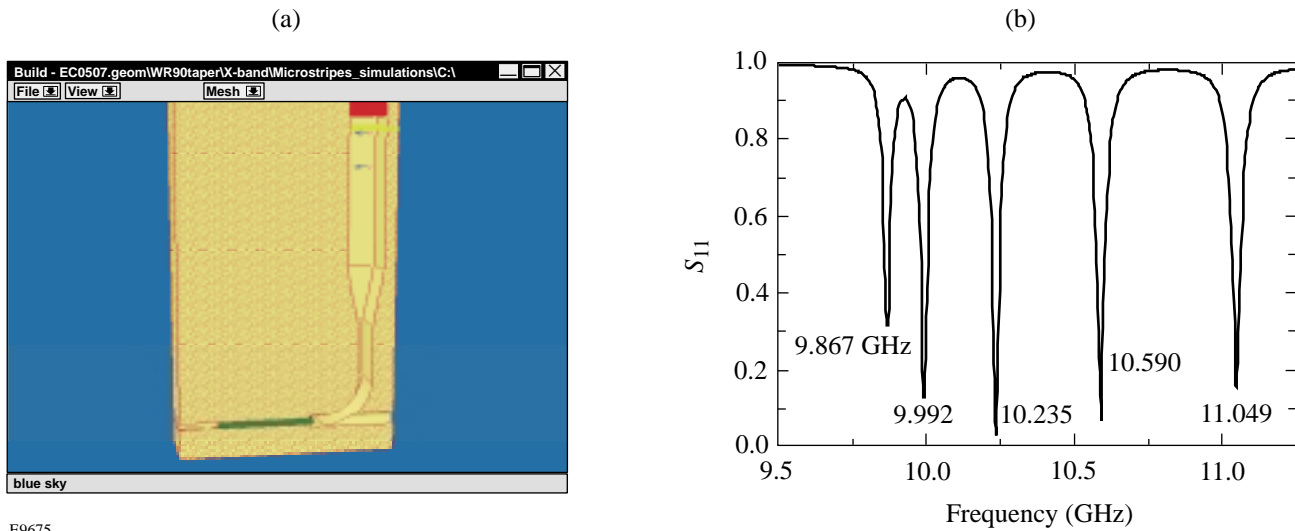 (a)
Build - EC0507.geom\WR90taper\X-band\Microstripes_simulations\C:\
File View Mesh
blue sky
E9675
(b)
1.0
0.8
0.6
0.4
0.2
0.0
S11
9.867 GHz
9.992
10.235
10.590
11.049
9.5 10.0 10.5 11.0
Frequency (GHz)